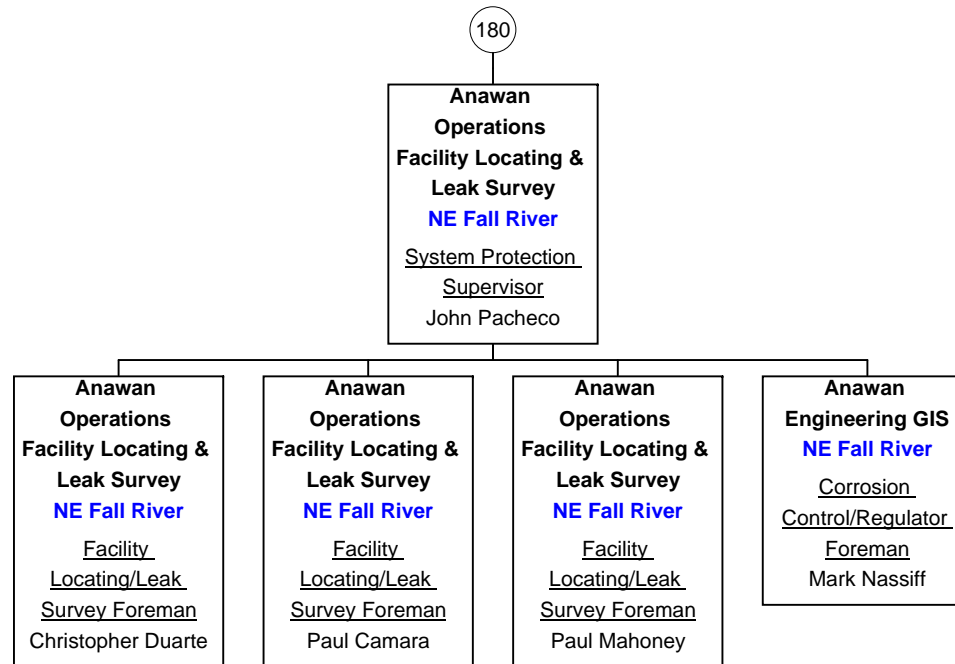 180
Anawan
Operations
Facility Locating &
Leak Survey
NE Fall River
System Protection
Supervisor
John Pacheco
Anawan
Operations
Facility Locating &
Leak Survey
NE Fall River
Facility
Locating/Leak
Survey Foreman
Christopher Duarte
Anawan
Operations
Facility Locating &
Leak Survey
NE Fall River
Facility
Locating/Leak
Survey Foreman
Paul Camara
Anawan
Operations
Facility Locating &
Leak Survey
NE Fall River
Facility
Locating/Leak
Survey Foreman
Paul Mahoney
Anawan
Engineering GIS
NE Fall River
Corrosion
Control/Regulator
Foreman
Mark Nassiff